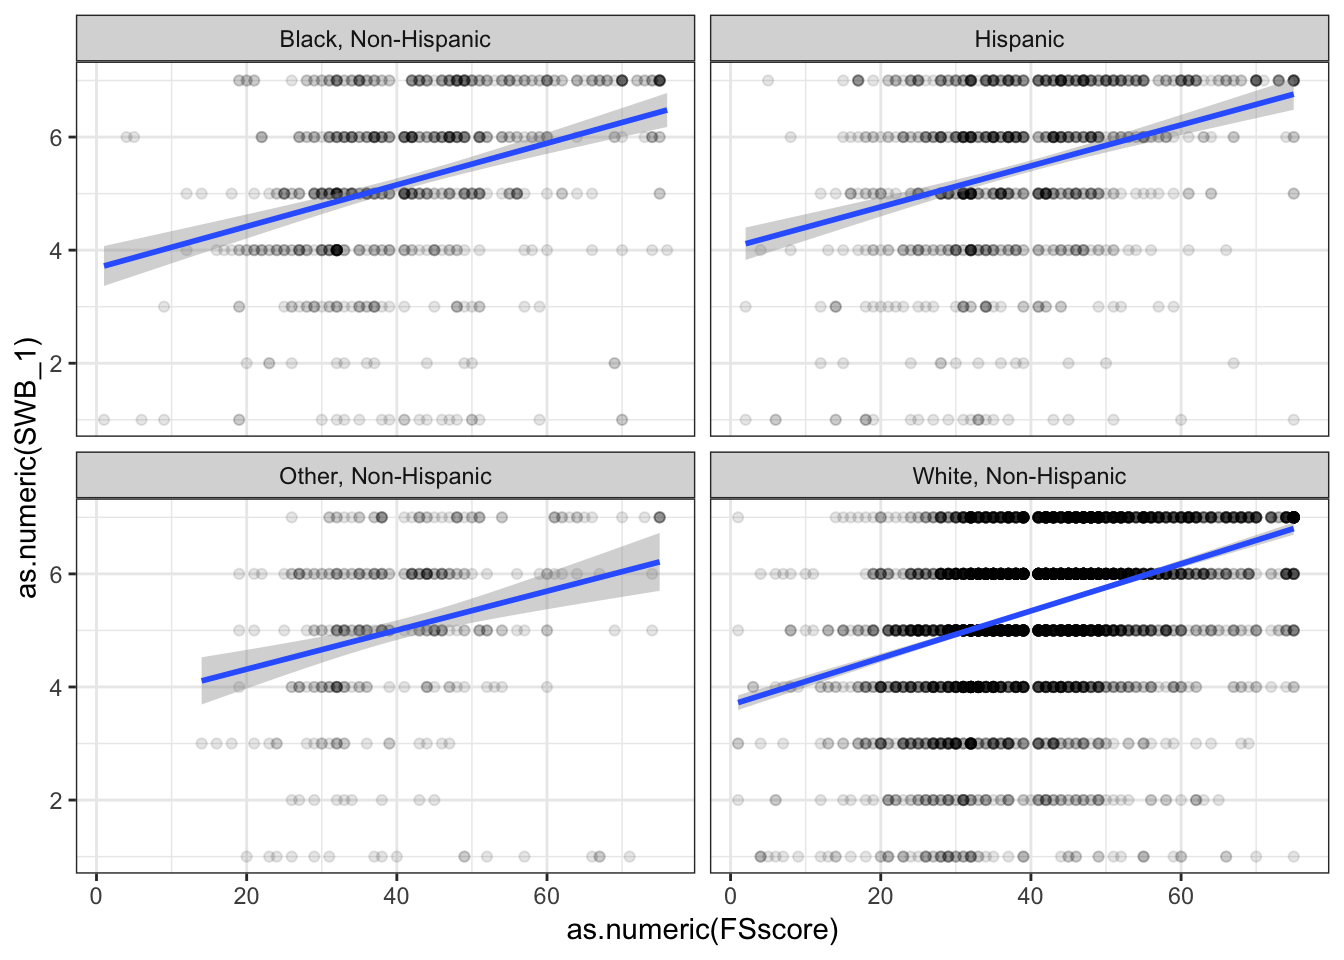 Black, Non-Hispanic
Hispanic
6
4
2
Other, Non-Hispanic
White, Non-Hispanic
6
4
2
0
20
40
60
0
20
40
60
as.numeric(SWB_1)
as.numeric(FSscore)